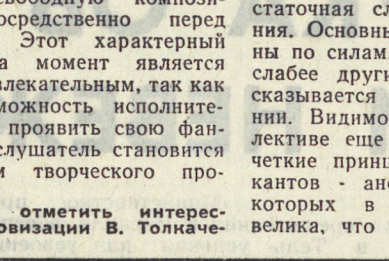 свободную компози-
осредственно перед
Этот характерный
а момент является
влекательным, так как
можность исполните-
проявить свою фан-
слушатель становится
м творческого про-
отметить интерес-
овизации В. Толкаче-
статочная сл
ния. Основны
ны по силам,
слабее други
сказывается
нии. Видимо
лективе еще
четкие принц
кантов - анс
которых в
велика, что